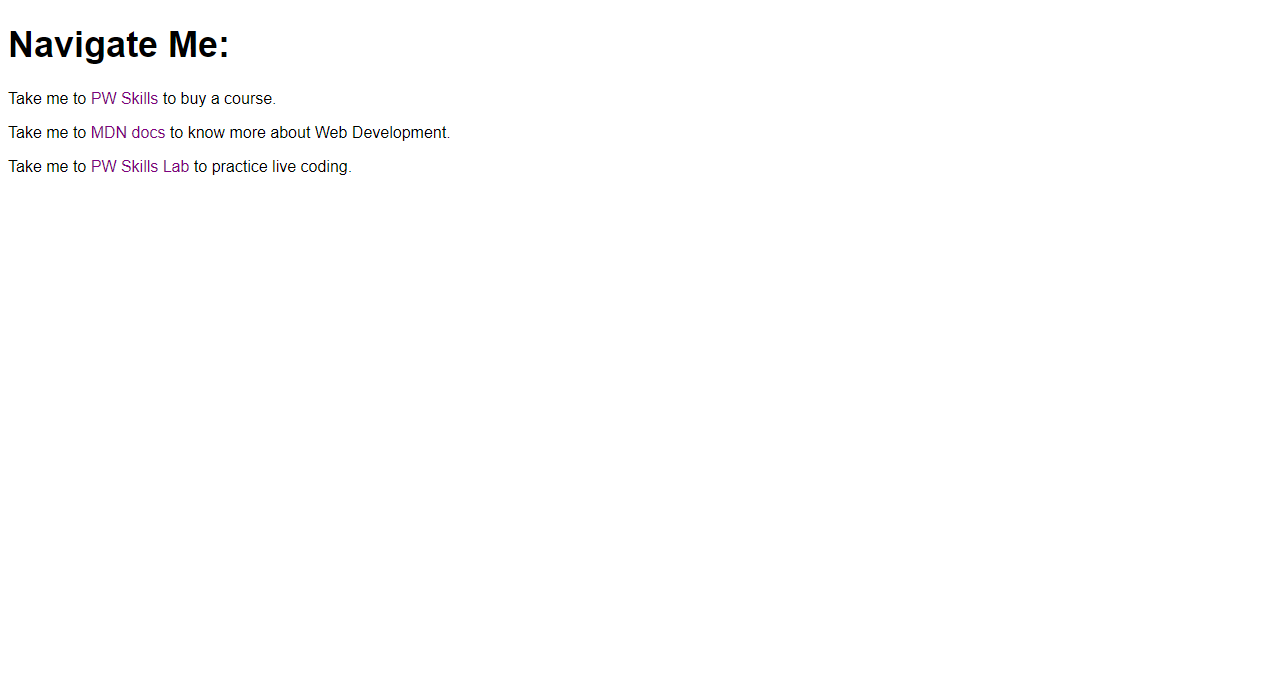 Navigate Me:
Take me to PW Skills to buy a course.
Take me to MDN docs to know more about Web Development.
Take me to PW Skills Lab to practice live coding.